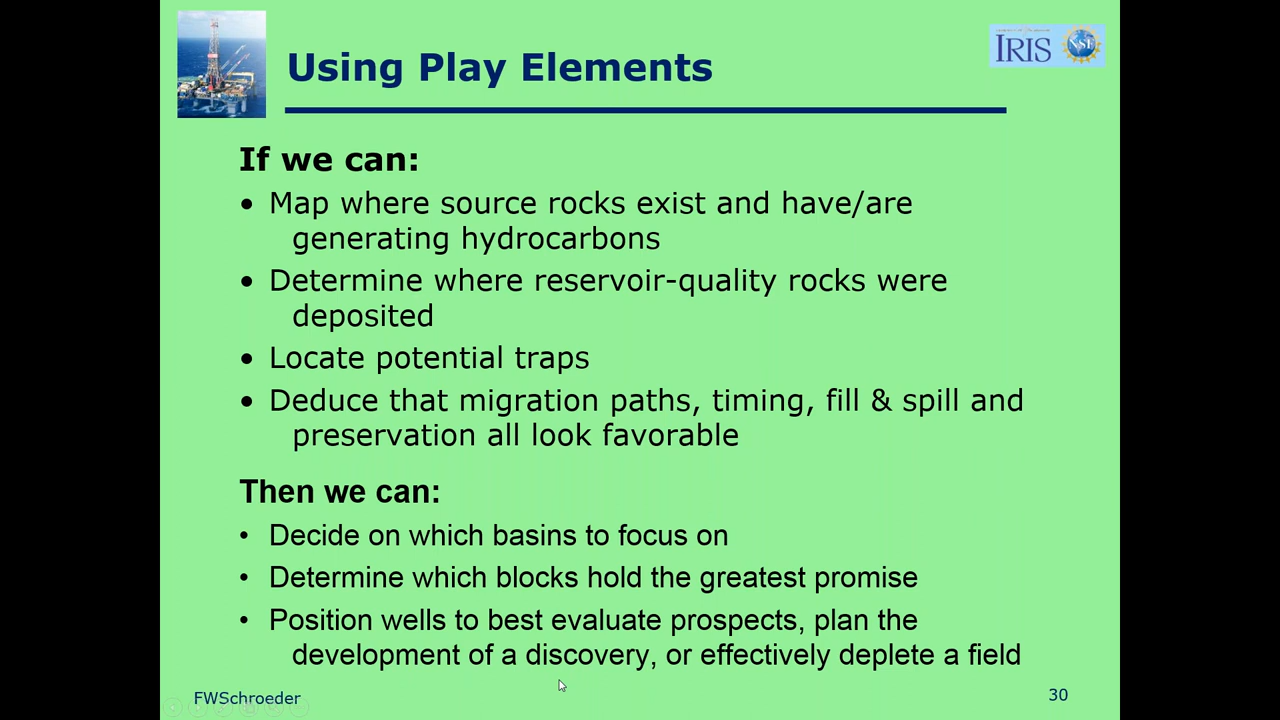 Using Play Elements
IRIS
NSF
If we can:
• Map where source rocks exist and have/are
generating hydrocarbons
• Determine where reservoir-quality rocks were
deposited
• Locate potential traps
• Deduce that migration paths, timing, fill & spill and
preservation all look favorable
Then we can:
• Decide on which basins to focus on
• Determine which blocks hold the greatest promise
• Position wells to best evaluate prospects, plan the
development of a discovery, or effectively deplete a field
FWSchroeder
30